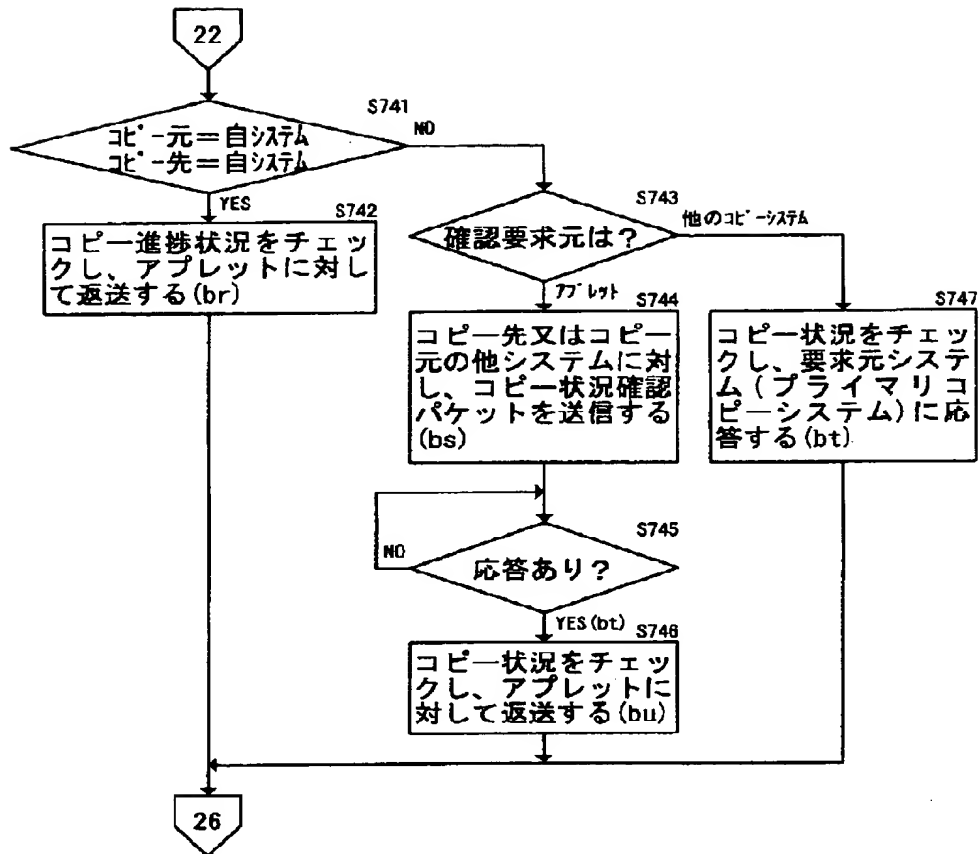 22
S741
コピー元＝自システム
コピー先＝自システム
NO
YES
S742
コピー進捗状況をチェッ
クし、アプレットに対し
て返送する(br)
S743
確認要求元は？
他のコピーシステム
アプレット
S744
コピー先又はコピー
元の他システムに対
し、コピー状況確認
パケットを送信する
(bs)
S747
コピー状況をチェッ
クし、要求元システ
ム(プライマリコ
ピーシステム)に応
答する(bt)
S745
NO
応答あり？
YES(bt)
S746
コピー状況をチェッ
クし、アプレットに
対して返送する(bu)
26